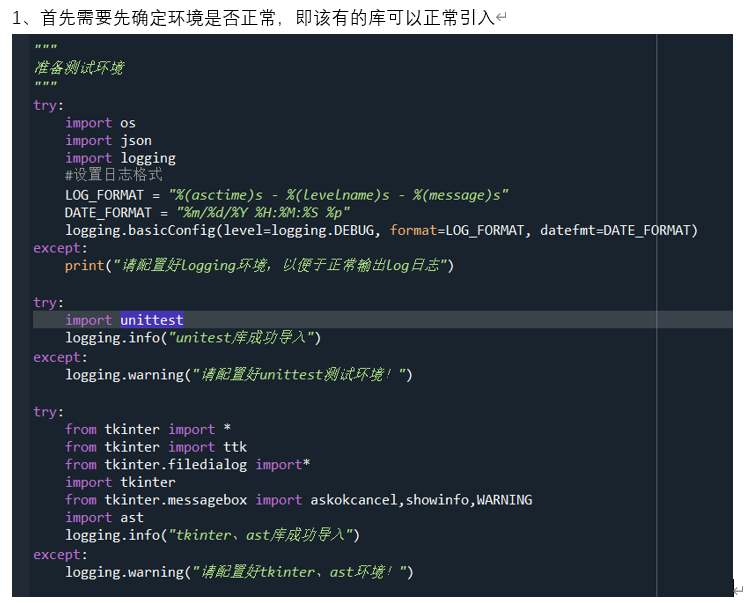 1、首先需要先确定环境是否正常，即该有的库可以正常引入↵
"""
准备测试环境
"""
try:
    import os
    import json
    import logging
    #设置日志格式
    LOG_FORMAT = "%(asctime)s - %(levelname)s - %(message)s"
    DATE_FORMAT = "%m/%d/%Y %H:%M:%S %p"
    logging.basicConfig(level=logging.DEBUG, format=LOG_FORMAT, datefmt=DATE_FORMAT)
except:
    print("请配置好logging环境，以便于正常输出log日志")
try:
    import unittest
    logging.info("unitest库成功导入")
except:
    logging.warning("请配置好unittest测试环境！")
try:
    from tkinter import *
    from tkinter import ttk
    from tkinter.filedialog import*
    import tkinter
    from tkinter.messagebox import askokcancel,showinfo,WARNING
    import ast
    logging.info("tkinter、ast库成功导入")
except:
    logging.warning("请配置好tkinter、ast环境！")↵